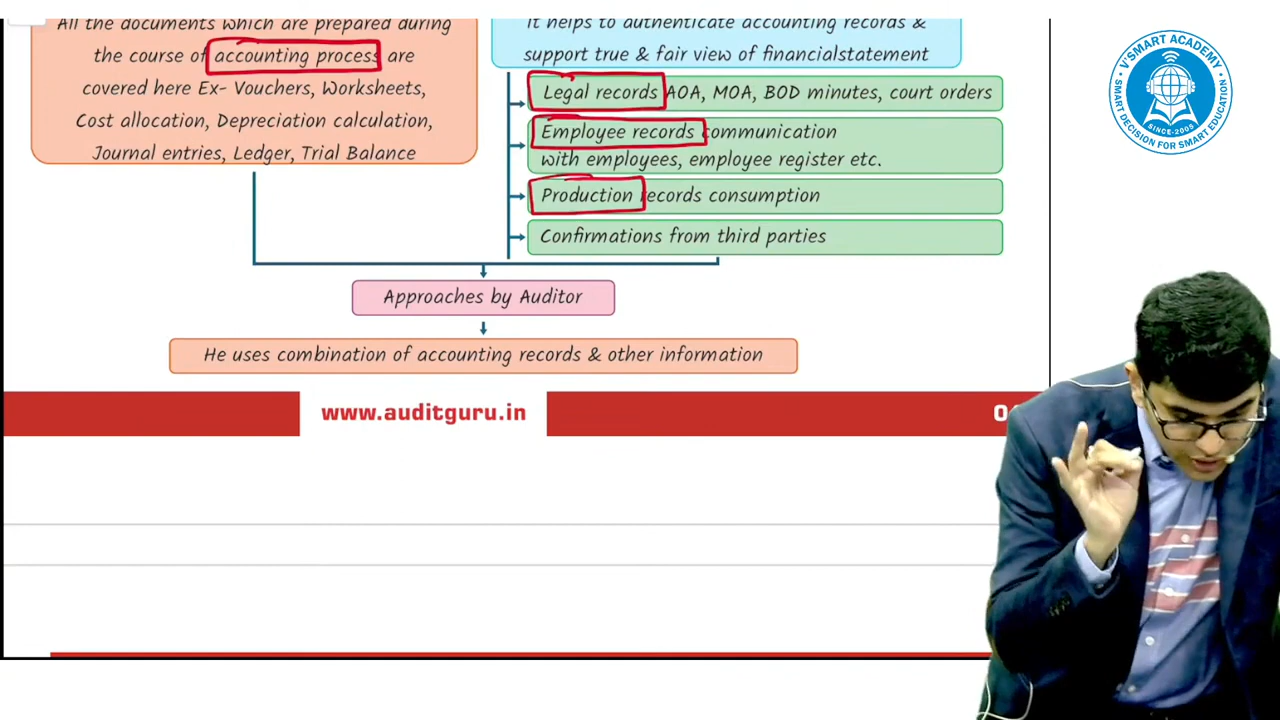 All the documents which are prepared during
the course of accounting process are
covered here Ex- Vouchers, Worksheets,
Cost allocation, Depreciation calculation,
Journal entries, Ledger, Trial Balance
It helps to authenticate accounting records &
support true & fair view of financialstatement
Legal records AOA, MOA, BOD minutes, court orders
Employee records communication
with employees, employee register etc.
Production records consumption
Confirmations from third parties
Approaches by Auditor
He uses combination of accounting records & other information
www.auditguru.in
V'SMART ACADEMY
SINCE-2005
SMART DECISION FOR SMART EDUCATION